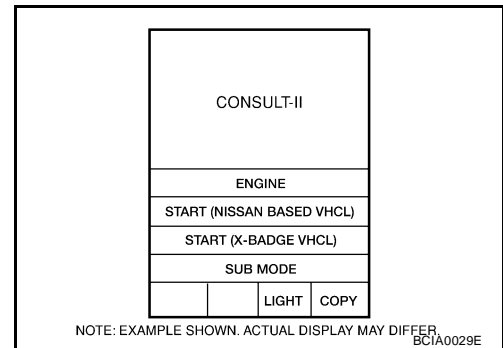 CONSULT-II
ENGINE
START (NISSAN BASED VHCL)
START (X-BADGE VHCL)
SUB MODE
LIGHT COPY
NOTE: EXAMPLE SHOWN. ACTUAL DISPLAY MAY DIFFER.
BCIA0029E